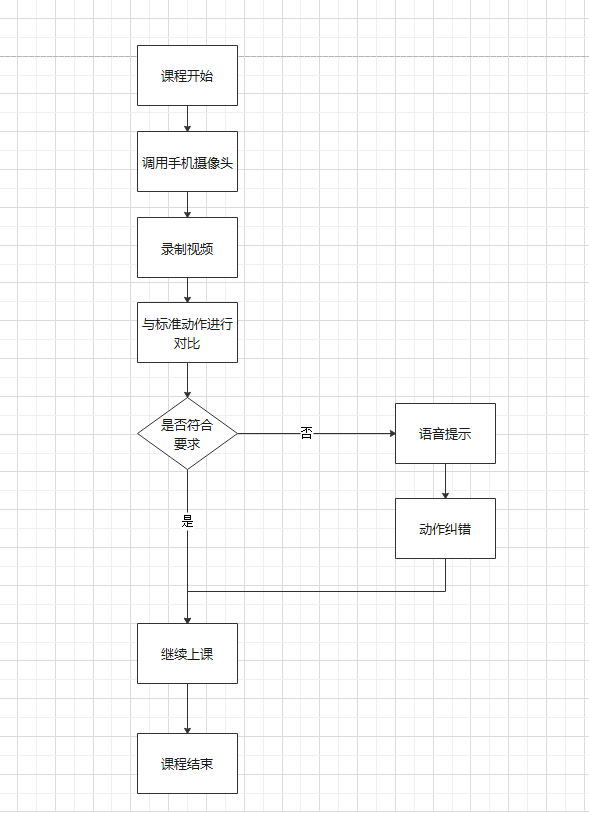 课程开始
调用手机摄像头
录制视频
与标准动作进行
对比
是否符合
要求
否
语音提示
是
动作纠错
继续上课
课程结束